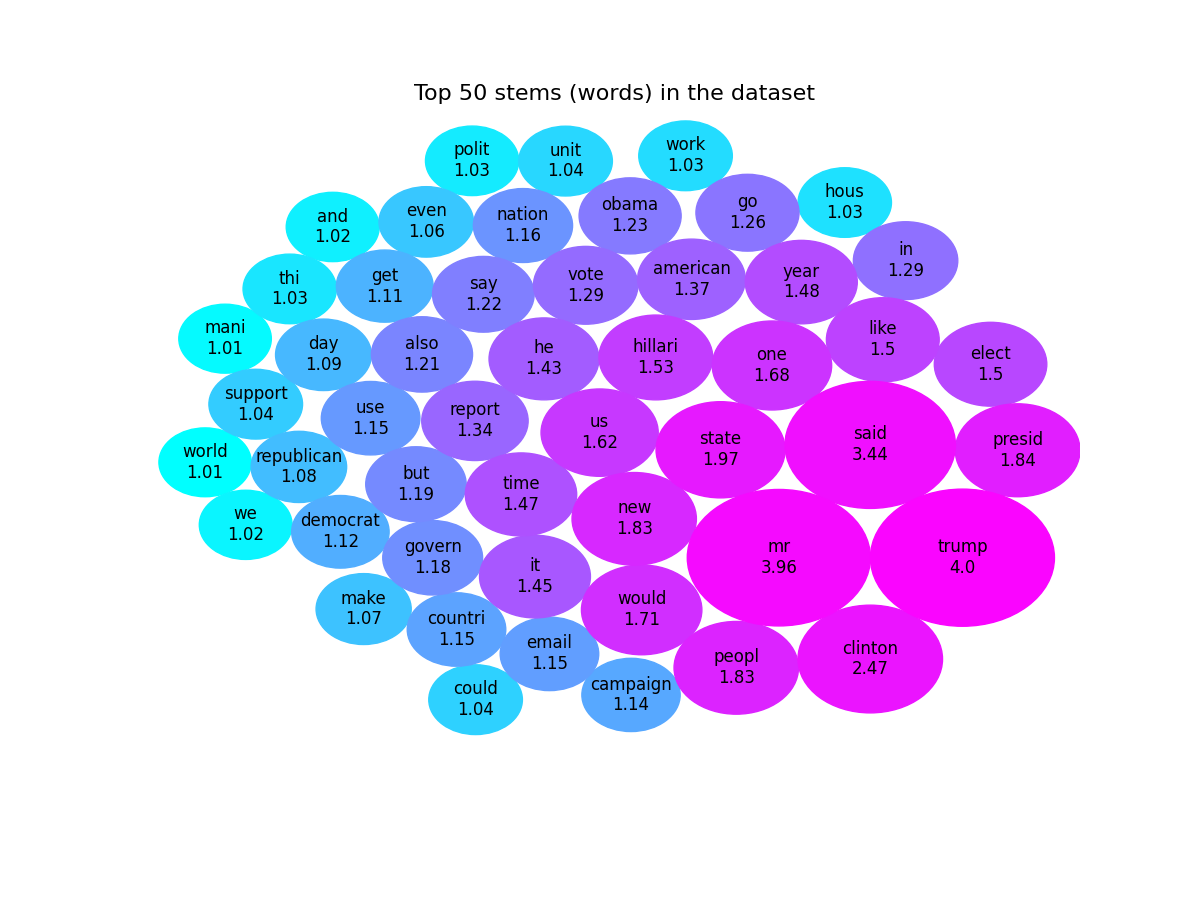 Top 50 stems (words) in the dataset
polit
1.03
unit
1.04
work
1.03
hous
1.03
and
1.02
even
1.06
nation
1.16
obama
1.23
go
1.26
in
1.29
thi
1.03
get
1.11
say
1.22
vote
1.29
american
1.37
year
1.48
mani
1.01
day
1.09
also
1.21
he
1.43
hillari
1.53
one
1.68
like
1.5
elect
1.5
support
1.04
use
1.15
report
1.34
us
1.62
state
1.97
said
3.44
presid
1.84
world
1.01
republican
1.08
but
1.19
time
1.47
new
1.83
we
1.02
democrat
1.12
govern
1.18
it
1.45
mr
3.96
trump
4.0
make
1.07
countri
1.15
would
1.71
email
1.15
peopl
1.83
clinton
2.47
could
1.04
campaign
1.14